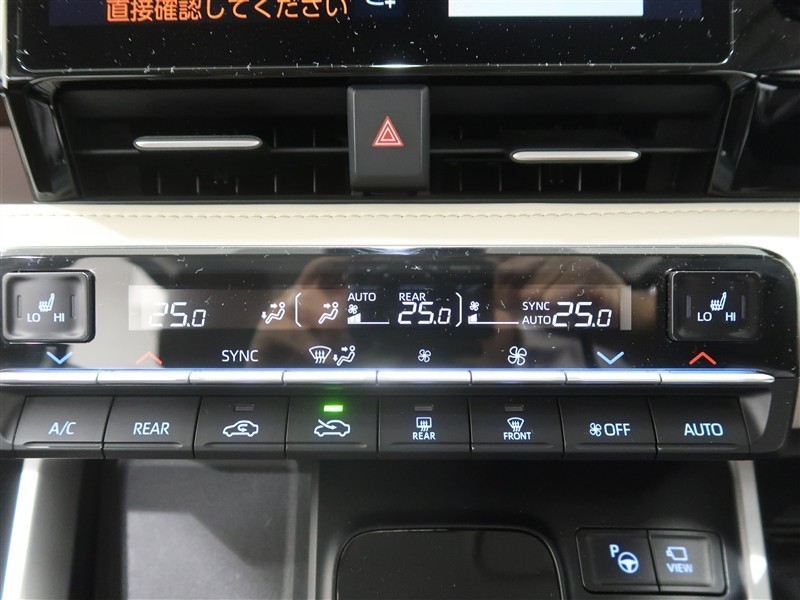 直接確認してください
LO HI
25.0
AUTO
REAR
25.0
SYNC
AUTO 25.0
LO HI
SYNC
A/C
REAR
REAR
FRONT
OFF
AUTO
P
VIEW